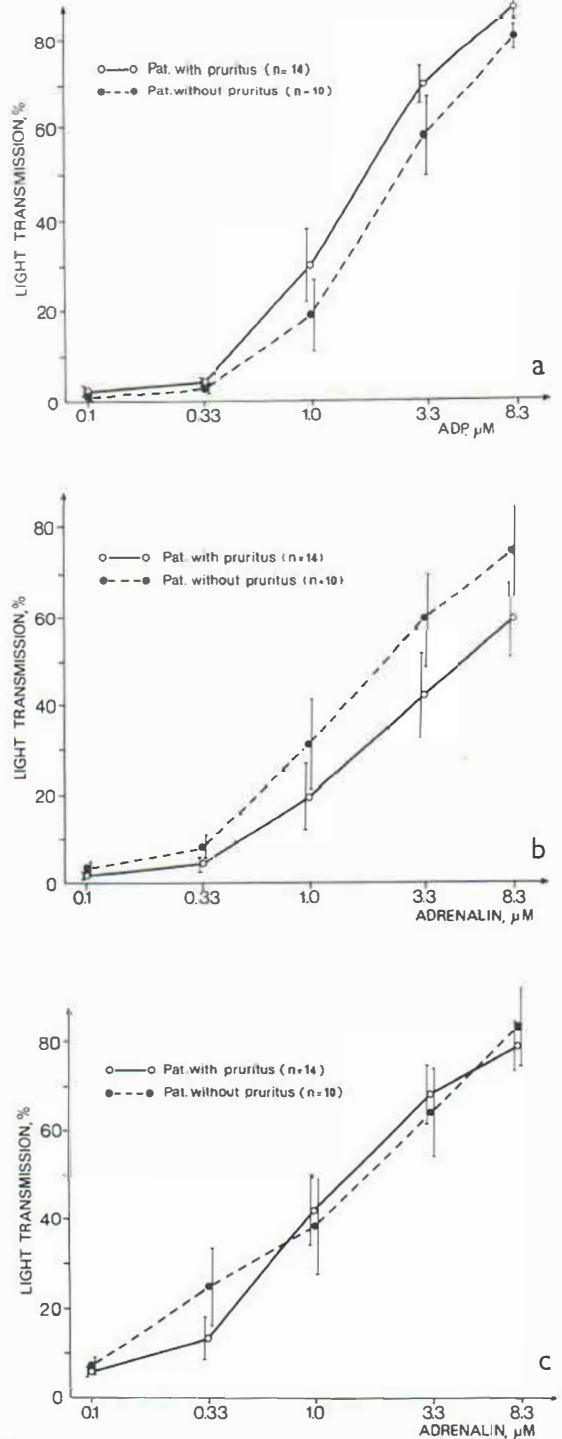 80
60
40
20
0
LIGHT TRANSMISSION, %
Pat. with pruritus (n=14)
Pat. without pruritus (n=10)
a
0.1 0.33 1.0 3.3 8.3
ADP, µM
80
60
40
20
0
LIGHT TRANSMISSION, %
Pat. with pruritus (n=14)
Pat. without pruritus (n=10)
b
0.1 0.33 1.0 3.3 8.3
ADRENALIN, µM
80
60
40
20
0
LIGHT TRANSMISSION, %
Pat. with pruritus (n=14)
Pat. without pruritus (n=10)
c
0.1 0.33 1.0 3.3 8.3
ADRENALIN, µM